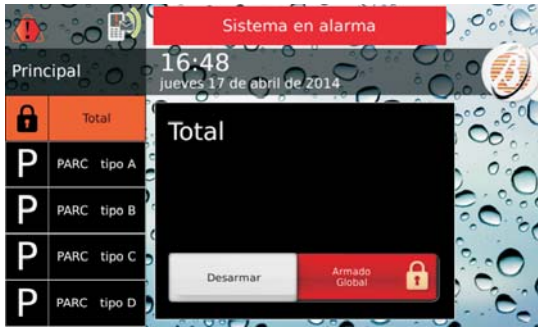 Sistema en alarma
Principal
16:48
jueves 17 de abril de 2014
Total
P PARC tipo A
P PARC tipo B
P PARC tipo C
P PARC tipo D
Total
Desarmar
Armado
Global